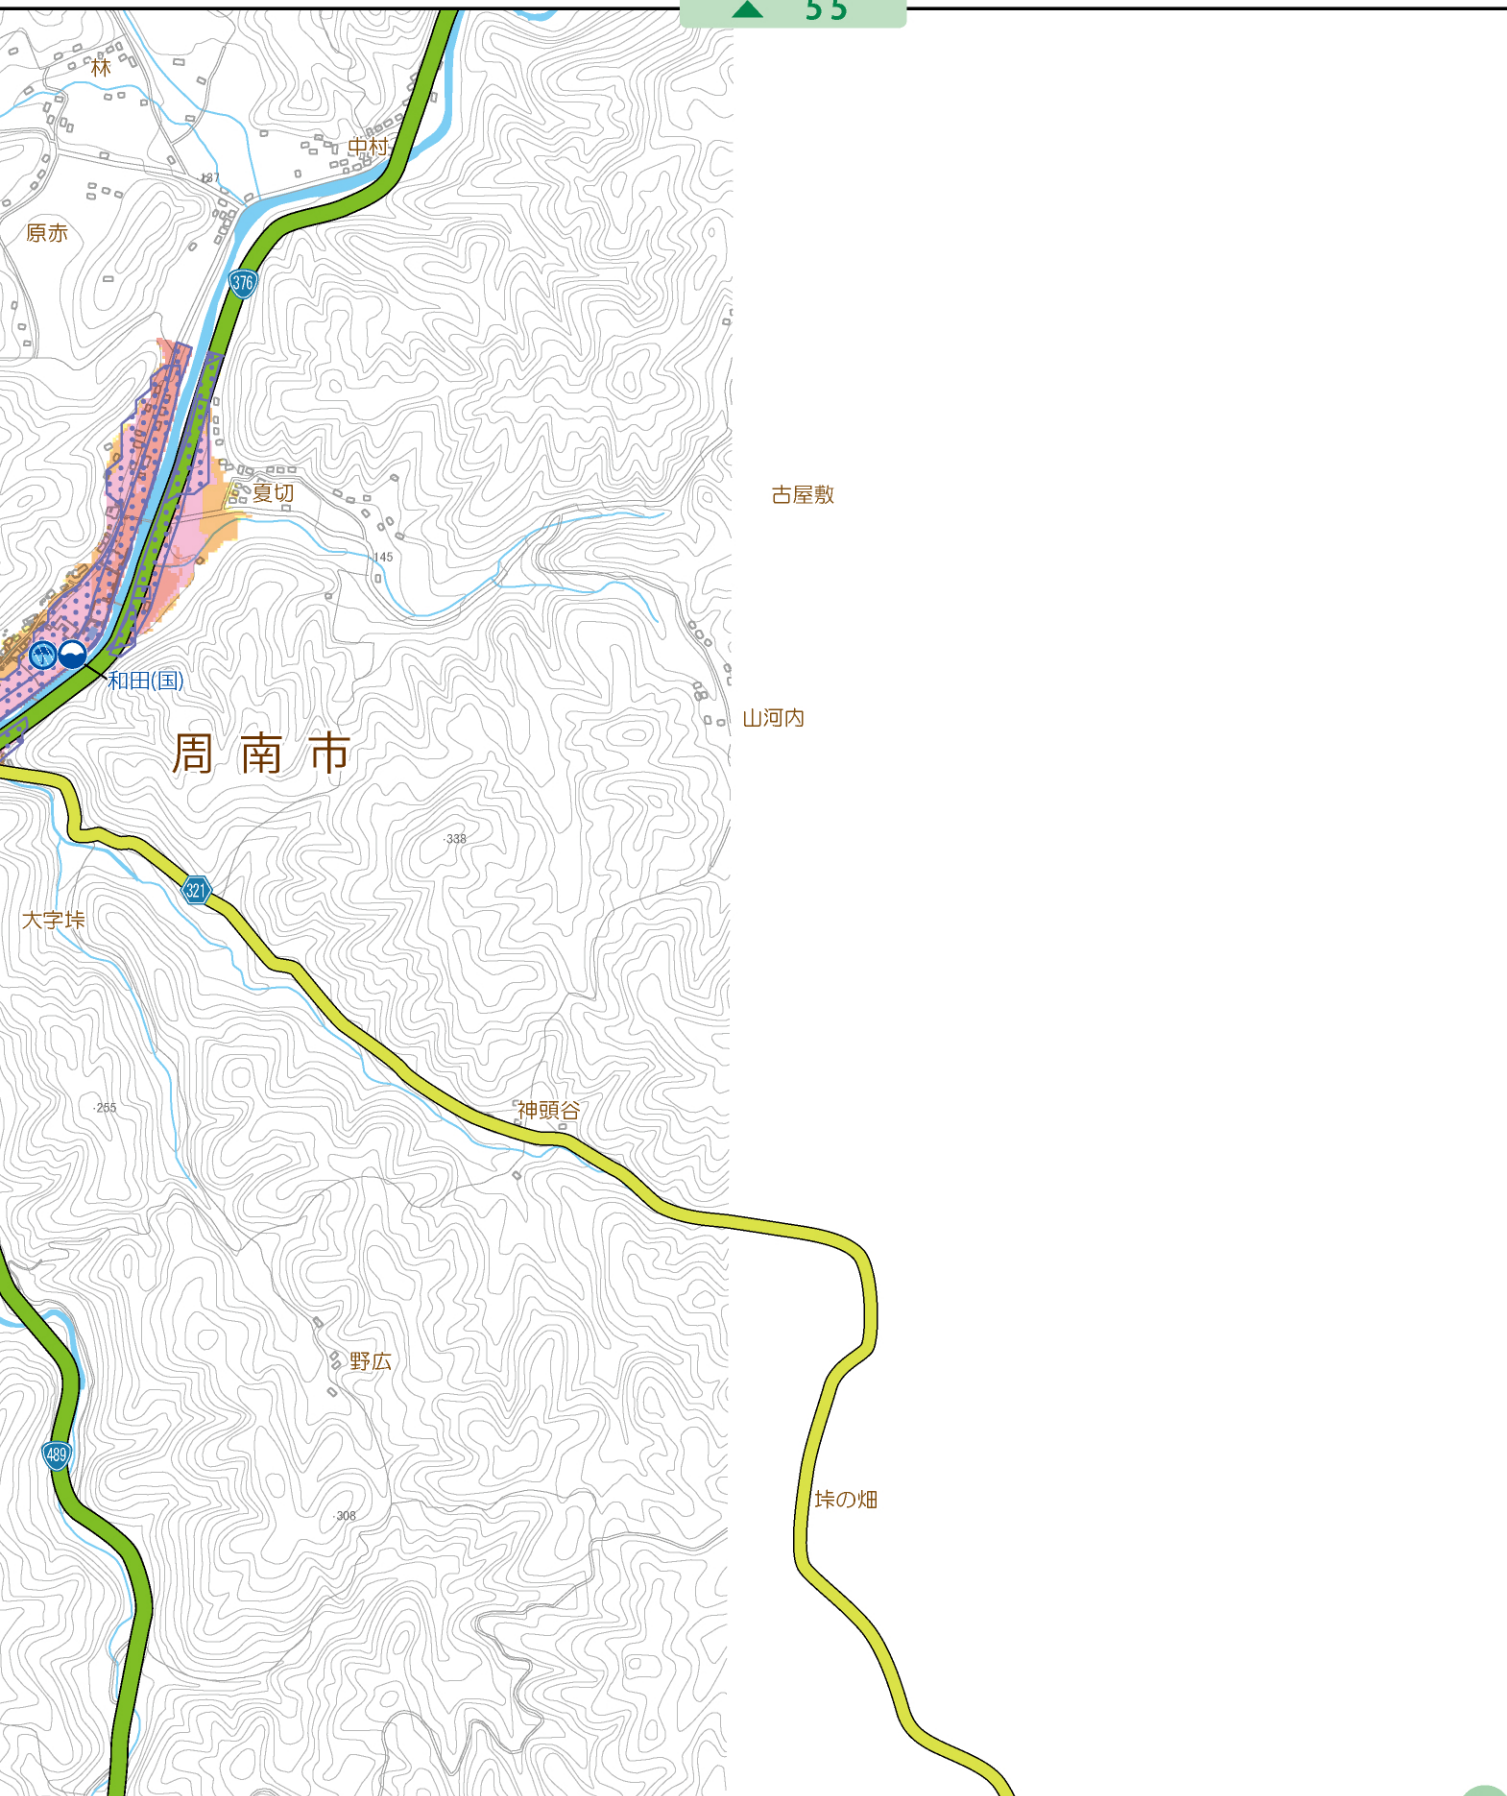 ▲ 55
林
中村
·137
原赤
376
夏切
古屋敷
·145
和田(国)
山河内
周南市
·338
321
大字垰
·255
神頭谷
野広
489
垰の畑
·308